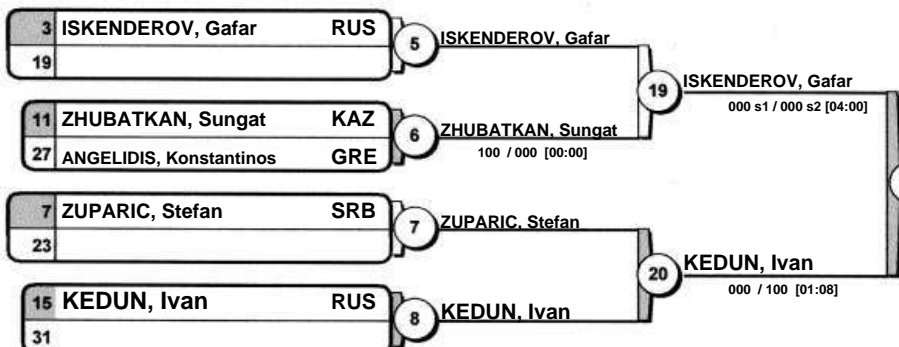 3 ISKENDEROV, Gafar RUS
19
5
ISKENDEROV, Gafar
11 ZHUBATKAN, Sungat KAZ
27 ANGELIDIS, Konstantinos GRE
6
ZHUBATKAN, Sungat
100 / 000 [00:00]
19
ISKENDEROV, Gafar
000 s1 / 000 s2 [04:00]
7 ZUPARIC, Stefan SRB
23
7
ZUPARIC, Stefan
15 KEDUN, Ivan RUS
31
8
KEDUN, Ivan
20
KEDUN, Ivan
000 / 100 [01:08]